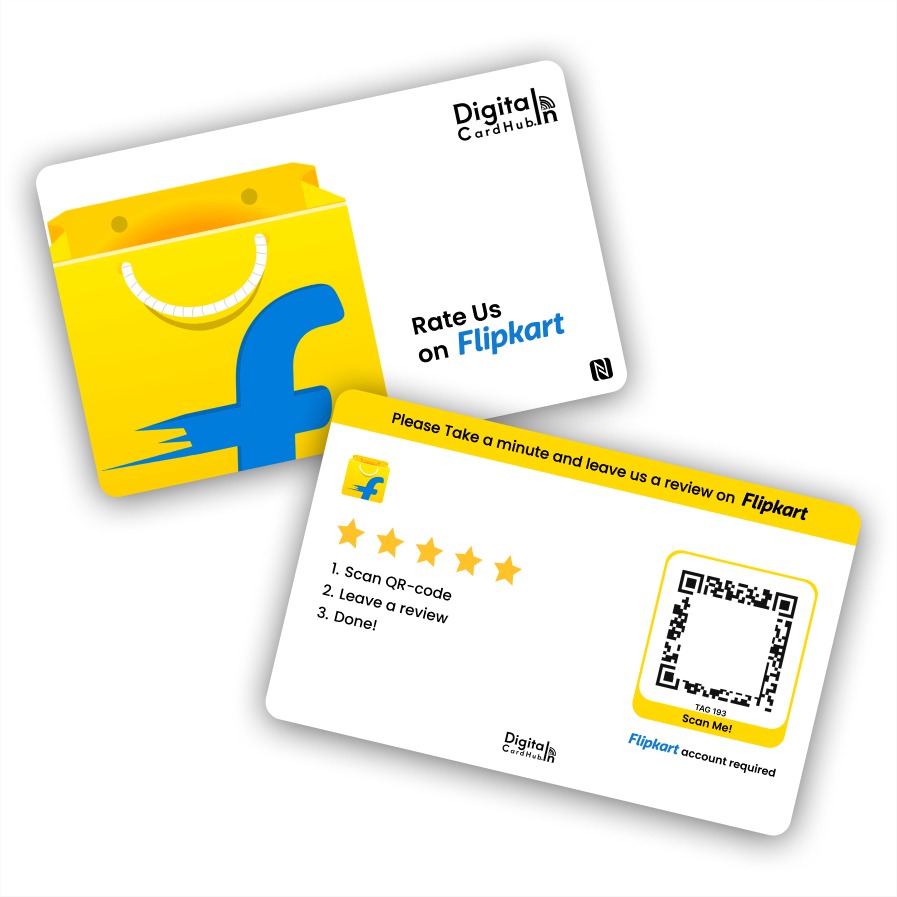 Digital In
CardHub.
Rate Us
on Flipkart
Please Take a minute and leave us a review on Flipkart
1. Scan QR-code
2. Leave a review
3. Done!
TAG 193
Scan Me!
Flipkart account required
Digital In
CardHub.